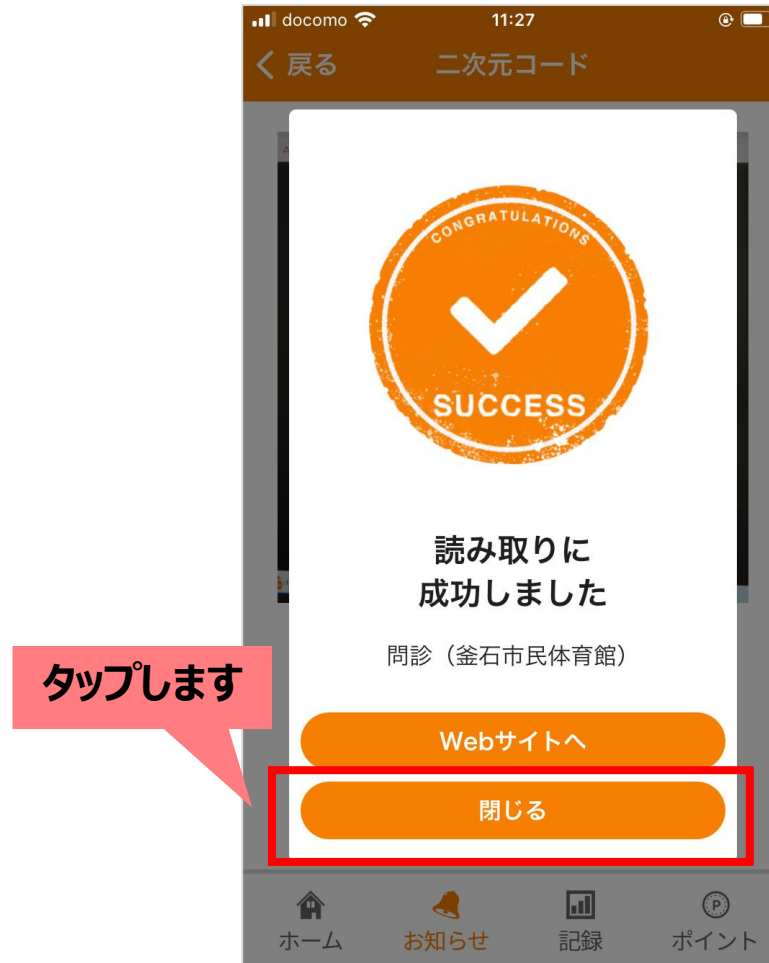 docomo 11:27
戻る 二次元コード
CONGRATULATIONS
SUCCESS
読み取りに
成功しました
問診（釜石市民体育館）
タップします
Webサイトへ
閉じる
P
ホーム お知らせ 記録 ポイント